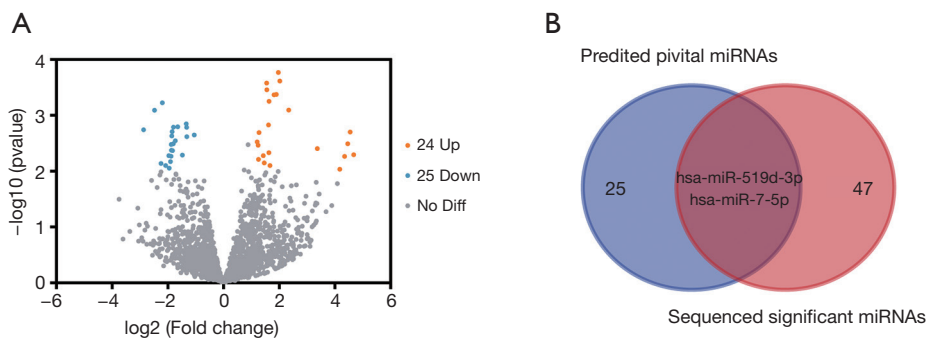 A
4
3
2
1
0
−6
−4
−2
0
2
4
6
−log10 (pvalue)
log2 (Fold change)
24 Up
25 Down
No Diff
B
Predited pivital miRNAs
25
hsa-miR-519d-3p
hsa-miR-7-5p
47
Sequenced significant miRNAs